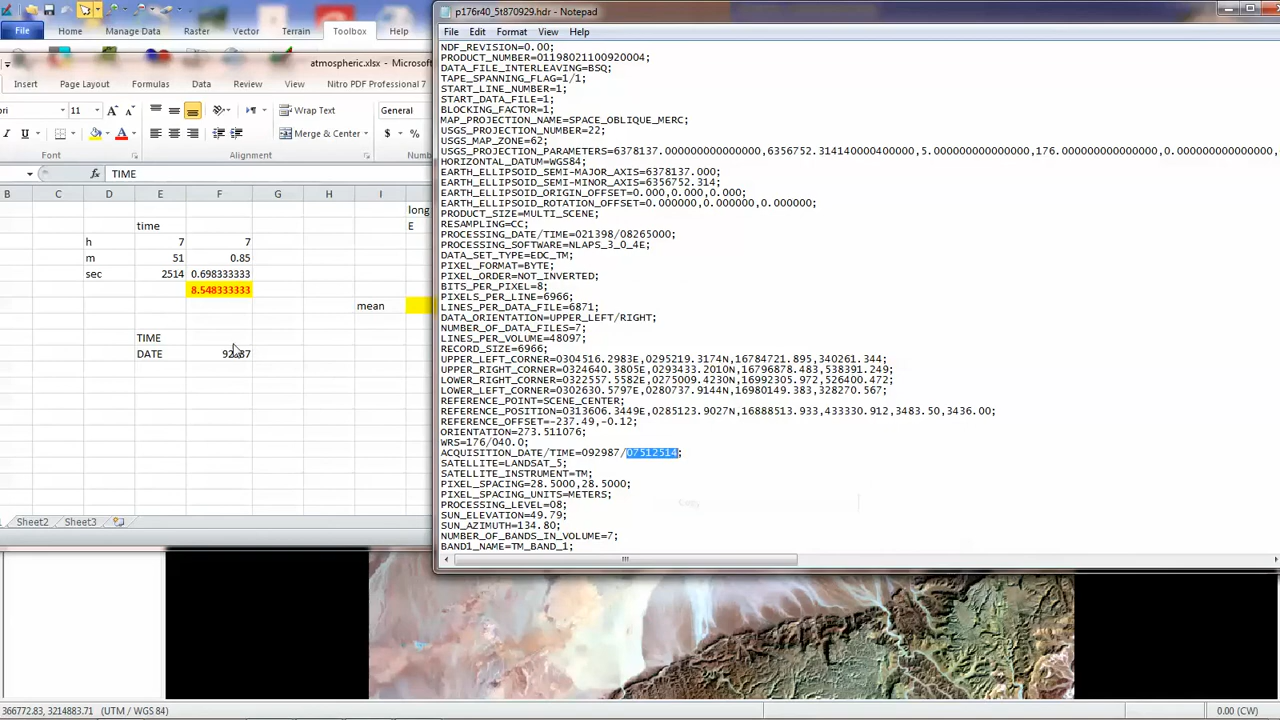 p176r40_5t870929.hdr - Notepad
File Edit Format View Help
NDF_REVISION=0.00;
PRODUCT_NUMBER=01198021100920004;
DATA_FILE_INTERLEAVING=BSQ;
TAPE_SPANNING_FLAG=1/1;
START_LINE_NUMBER=1;
START_DATA_FILE=1;
BLOCKING_FACTOR=1;
MAP_PROJECTION_NAME=SPACE_OBLIQUE_MERC;
USGS_PROJECTION_NUMBER=22;
USGS_MAP_ZONE=62;
USGS_PROJECTION_PARAMETERS=6378137.000000000000000,6356752.314140000400000,5.000000000000000,176.000000000000000,0.
HORIZONTAL_DATUM=WGS84;
EARTH_ELLIPSOID_SEMI-MAJOR_AXIS=6378137.000;
EARTH_ELLIPSOID_SEMI-MINOR_AXIS=6356752.314;
EARTH_ELLIPSOID_ORIGIN_OFFSET=0.000,0.000,0.000;
EARTH_ELLIPSOID_ROTATION_OFFSET=0.000000,0.000000,0.000000;
PRODUCT_SIZE=MULTI_SCENE;
RESAMPLING=CC;
PROCESSING_DATE/TIME=021398/08265000;
PROCESSING_SOFTWARE=NLAPS_3_0_4E;
DATA_SET_TYPE=EDC_TM;
PIXEL_FORMAT=BYTE;
PIXEL_ORDER=NOT_INVERTED;
BITS_PER_PIXEL=8;
PIXELS_PER_LINE=6966;
LINES_PER_DATA_FILE=6871;
DATA_ORIENTATION=UPPER_LEFT/RIGHT;
NUMBER_OF_DATA_FILES=7;
LINES_PER_VOLUME=48097;
RECORD_SIZE=6966;
UPPER_LEFT_CORNER=0304516.2983E,0295219.3174N,16784721.895,340261.344;
UPPER_RIGHT_CORNER=0324640.3805E,0293433.2010N,16796878.483,538391.249;
LOWER_RIGHT_CORNER=0322557.5582E,0275009.4230N,16992305.972,526400.472;
LOWER_LEFT_CORNER=0302630.5797E,0280737.9144N,16980149.383,328270.567;
REFERENCE_POINT=SCENE_CENTER;
REFERENCE_POSITION=0313606.3449E,0285123.9027N,16888513.933,433330.912,3483.50,3436.00;
REFERENCE_OFFSET=-237.49,-0.12;
ORIENTATION=273.511076;
WRS=176/040.0;
ACQUISITION_DATE/TIME=092987/07512514;
SATELLITE=LANDSAT_5;
SATELLITE_INSTRUMENT=TM;
PIXEL_SPACING=28.5000,28.5000;
PIXEL_SPACING_UNITS=METERS;
PROCESSING_LEVEL=08;
SUN_ELEVATION=49.79;
SUN_AZIMUTH=134.80;
NUMBER_OF_BANDS_IN_VOLUME=7;
BAND1_NAME=TM_BAND_1;
Copy
File Home Manage Data Raster Vector Terrain Toolbox Help
atmospheric.xlsx - Microsof
Insert Page Layout Formulas Data Review View Nitro PDF Professional 7
11 A A Wrap Text General
I U A Merge & Center $ %
Font Alignment Num
fx TIME
B C D E F G H I
long
time E
h 7 7
m 51 0.85
sec 2514 0.698333333
8.548333333
mean
TIME
DATE
Sheet2 Sheet3
366772.83, 3214883.71 (UTM / WGS 84) 0.00 (CW)